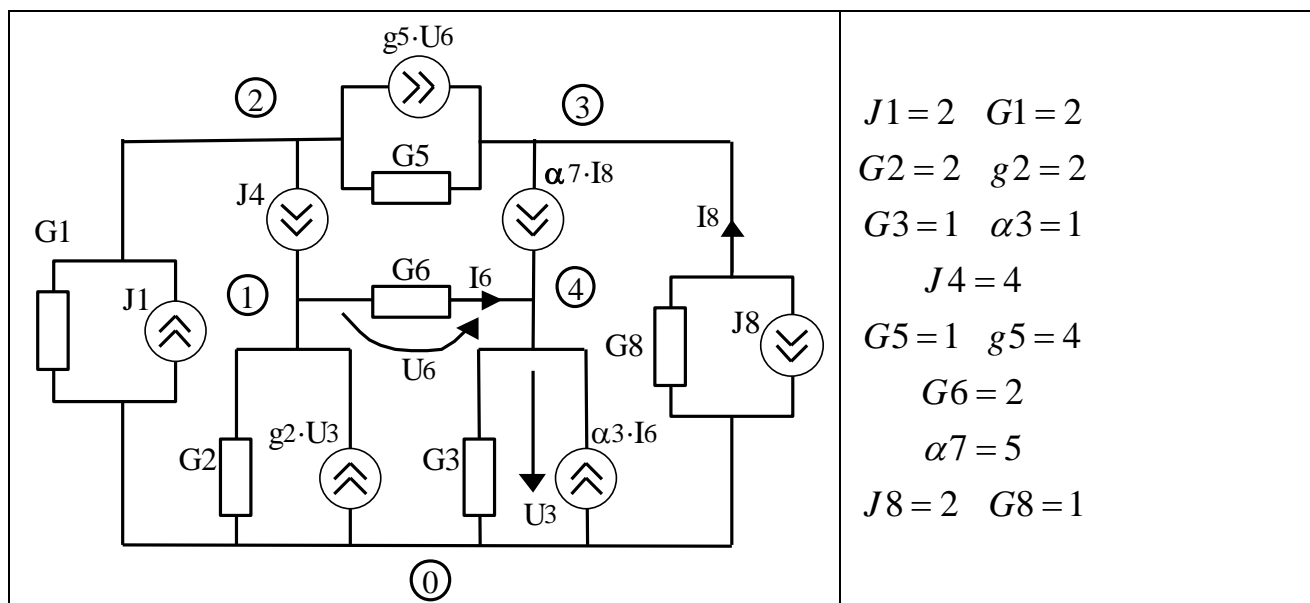 g5·U6
2
3
G5
α7·I8
J4
G1
I8
G6
I6
1
4
J1
J8
G8
U6
g2·U3
α3·I6
G2
G3
U3
0
J1 = 2 G1 = 2
G2 = 2 g2 = 2
G3 = 1 α3 = 1
J4 = 4
G5 = 1 g5 = 4
G6 = 2
α7 = 5
J8 = 2 G8 = 1